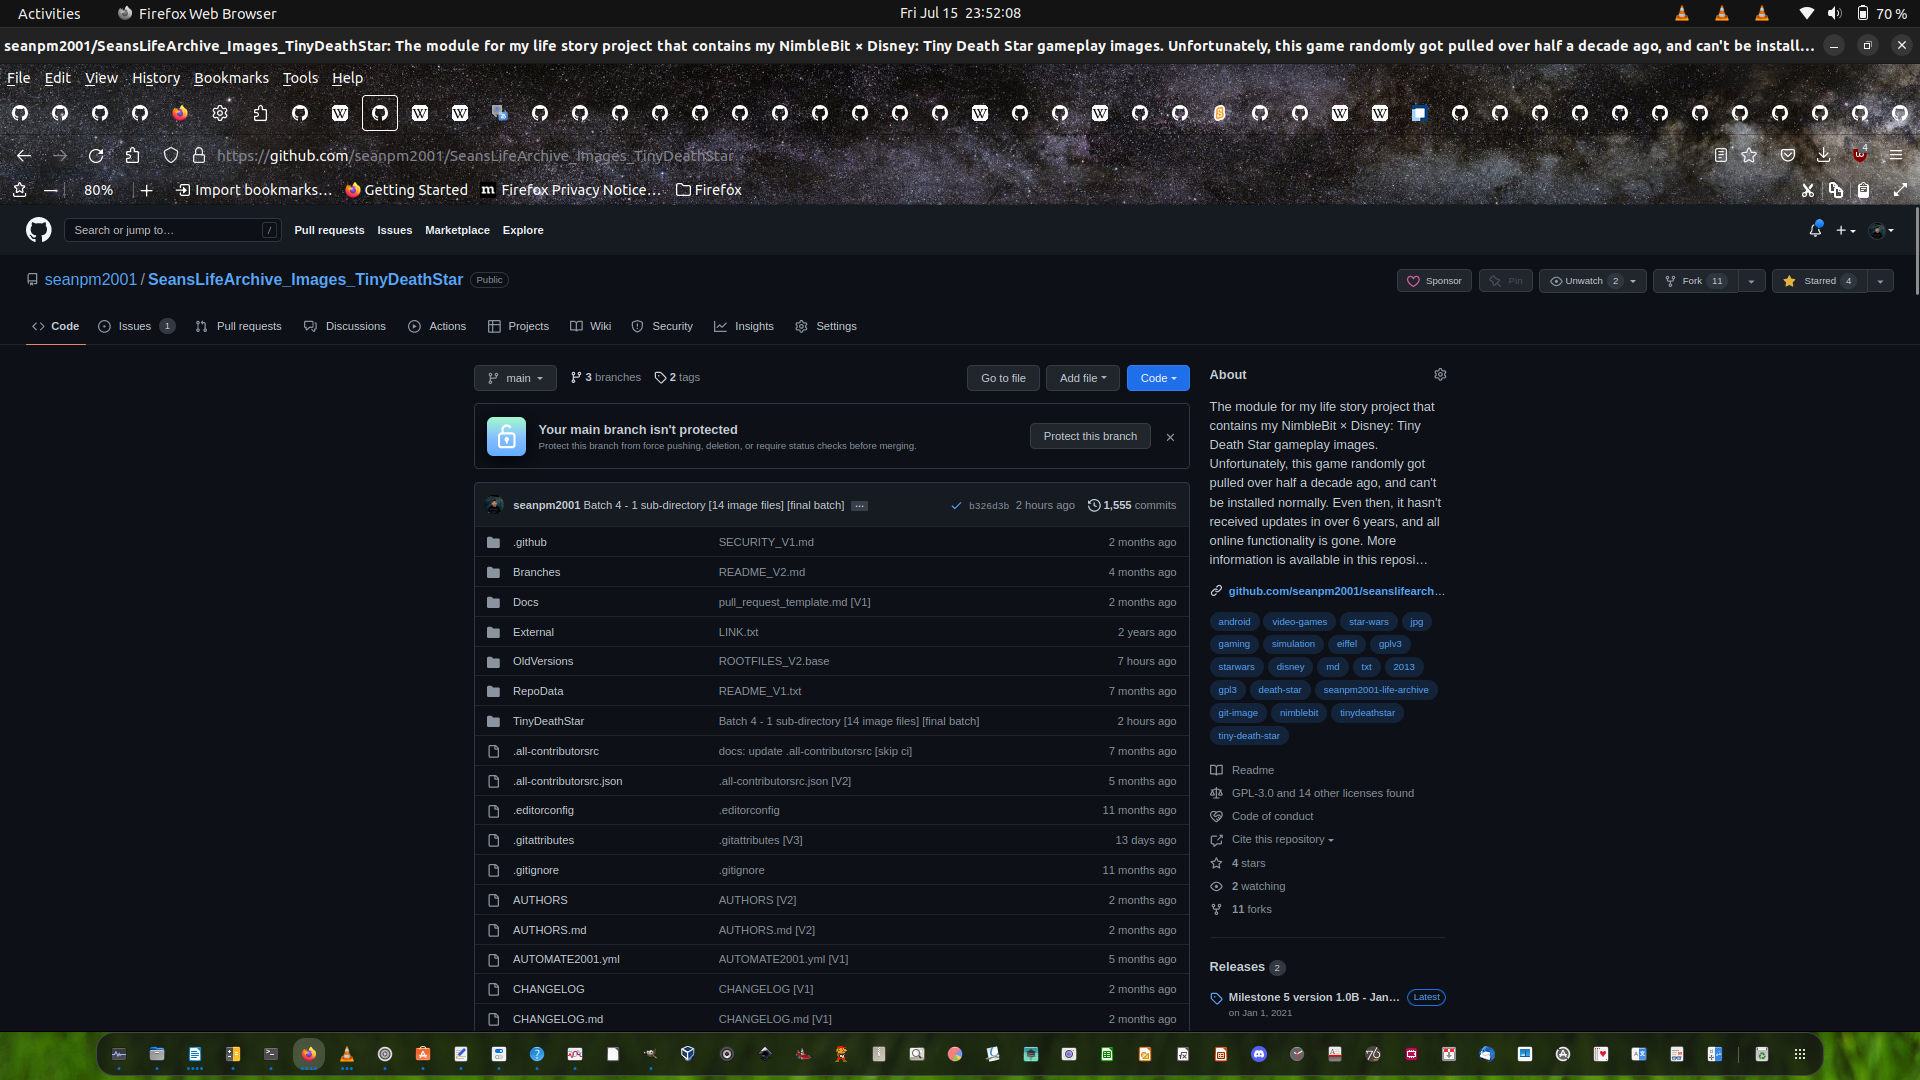 Activities
Firefox Web Browser
Fri Jul 15 23:52:08
70 %
seanpm2001/SeansLifeArchive_Images_TinyDeathStar: The module for my life story project that contains my NimbleBit × Disney: Tiny Death Star gameplay images. Unfortunately, this game randomly got pulled over half a decade ago, and can't be install…
File Edit View History Bookmarks Tools Help
https://github.com/seanpm2001/SeansLifeArchive_Images_TinyDeathStar
4
80%
Import bookmarks…
Getting Started
Firefox Privacy Notice…
Firefox
Search or jump to…
/
Pull requests
Issues
Marketplace
Explore
seanpm2001 / SeansLifeArchive_Images_TinyDeathStar
Public
Sponsor
Pin
Unwatch 2
Fork 11
Starred 4
Code
Issues 1
Pull requests
Discussions
Actions
Projects
Wiki
Security
Insights
Settings
main
3 branches
2 tags
Go to file
Add file
Code
Your main branch isn't protected
Protect this branch from force pushing, deletion, or require status checks before merging.
Protect this branch
seanpm2001 Batch 4 - 1 sub-directory [14 image files] [final batch] …
b326d3b 2 hours ago
1,555 commits
.github SECURITY_V1.md 2 months ago
Branches README_V2.md 4 months ago
Docs pull_request_template.md [V1] 2 months ago
External LINK.txt 2 years ago
OldVersions ROOTFILES_V2.base 7 hours ago
RepoData README_V1.txt 7 months ago
TinyDeathStar Batch 4 - 1 sub-directory [14 image files] [final batch] 2 hours ago
.all-contributorsrc docs: update .all-contributorsrc [skip ci] 7 months ago
.all-contributorsrc.json .all-contributorsrc.json [V2] 5 months ago
.editorconfig .editorconfig 11 months ago
.gitattributes .gitattributes [V3] 13 days ago
.gitignore .gitignore 11 months ago
AUTHORS AUTHORS [V2] 2 months ago
AUTHORS.md AUTHORS.md [V2] 2 months ago
AUTOMATE2001.yml AUTOMATE2001.yml [V1] 5 months ago
CHANGELOG CHANGELOG [V1] 2 months ago
CHANGELOG.md CHANGELOG.md [V1] 2 months ago
About
The module for my life story project that
contains my NimbleBit × Disney: Tiny
Death Star gameplay images.
Unfortunately, this game randomly got
pulled over half a decade ago, and can't
be installed normally. Even then, it hasn't
received updates in over 6 years, and all
online functionality is gone. More
information is available in this reposi…
github.com/seanpm2001/seanslifearch…
android video-games star-wars jpg
gaming simulation eiffel gplv3
starwars disney md txt 2013
gpl3 death-star seanpm2001-life-archive
git-image nimblebit tinydeathstar
tiny-death-star
Readme
GPL-3.0 and 14 other licenses found
Code of conduct
Cite this repository
4 stars
2 watching
11 forks
Releases 2
Milestone 5 version 1.0B - Jan… Latest
on Jan 1, 2021